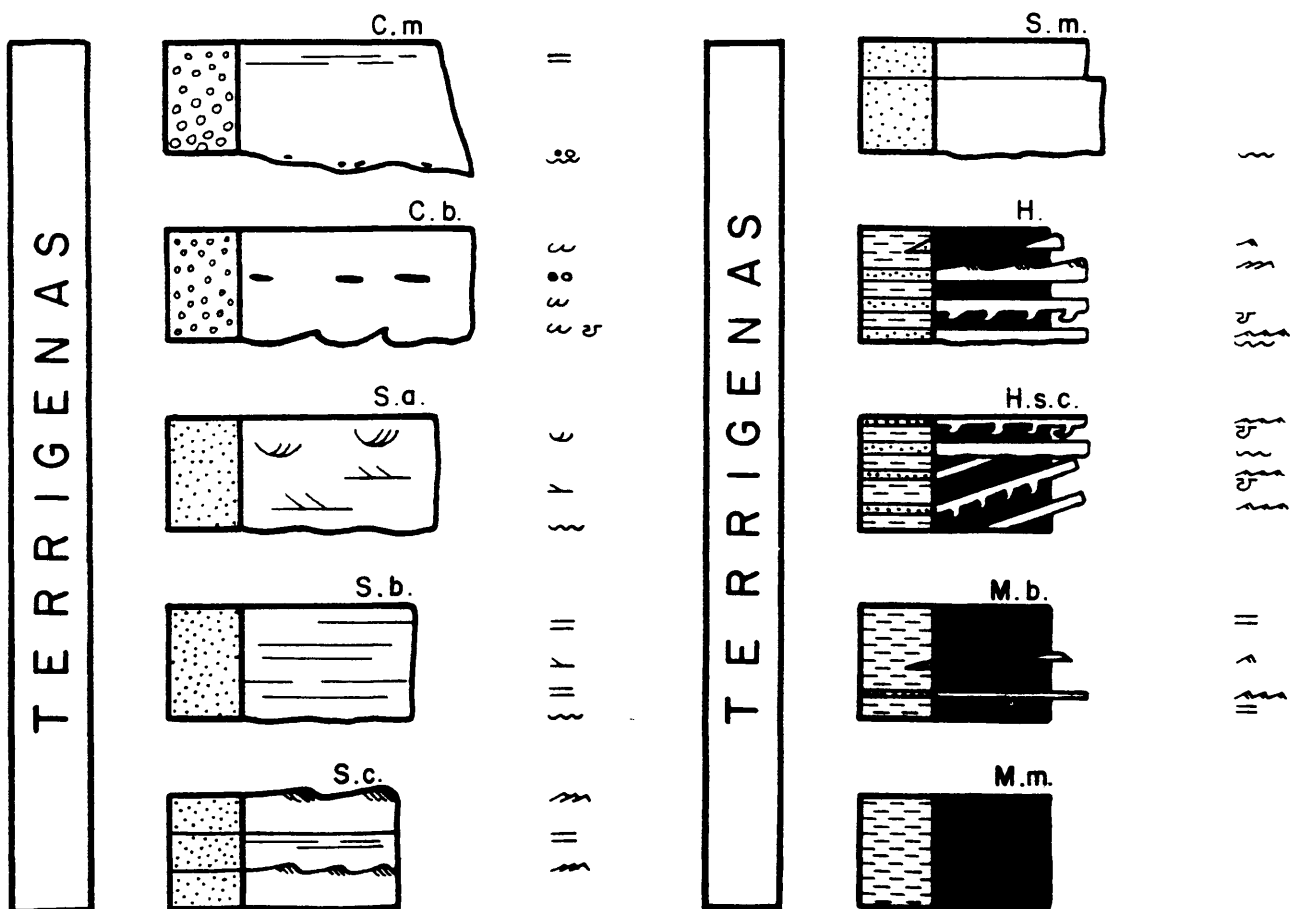 TERRIGENAS
C.m
C.b.
S.a.
S.b.
S.c.
TERRIGENAS
S.m.
H.
H.s.c.
M.b.
M.m.